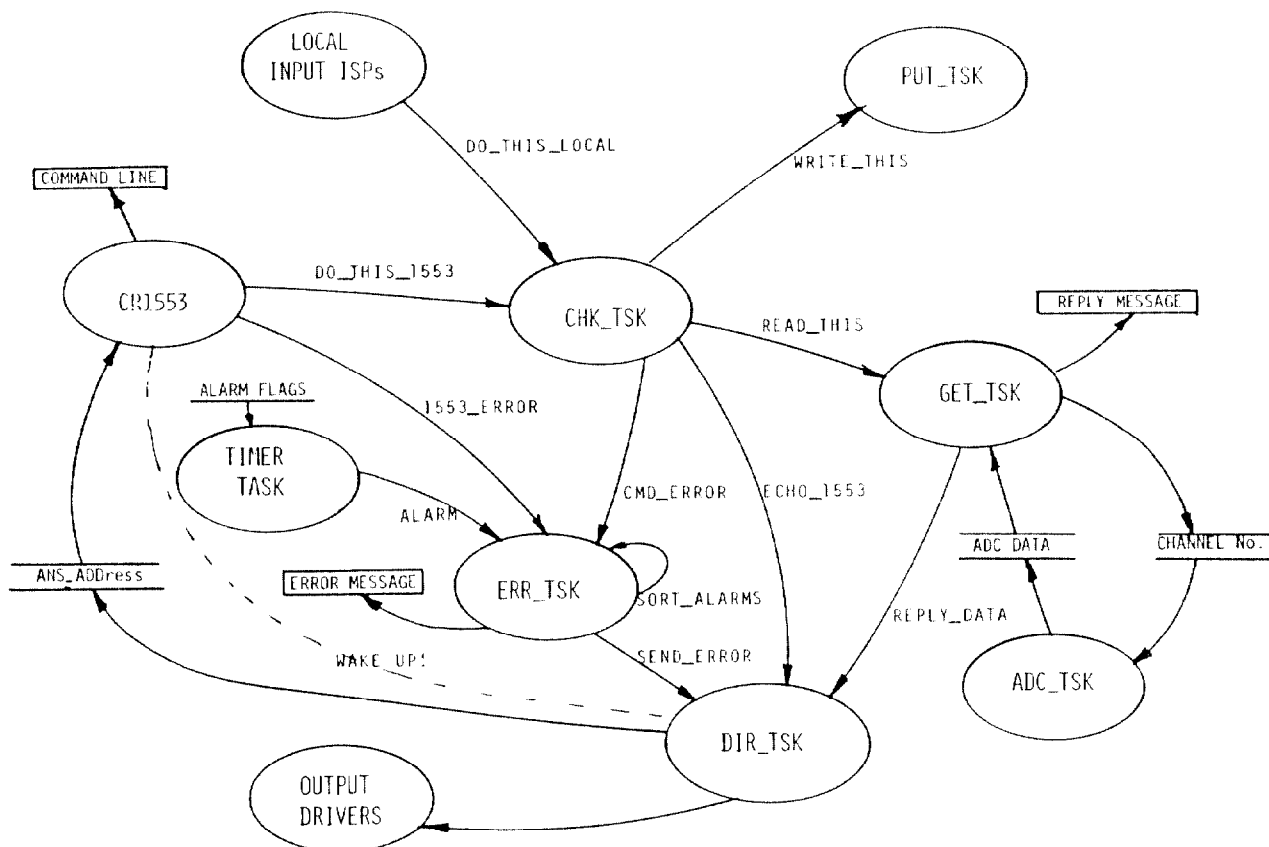 LOCAL
INPUT ISPs
PUT_TSK
DO_THIS_LOCAL
WRITE_THIS
COMMAND LINE
CR1553
DO_THIS_1553
CHK_TSK
READ_THIS
REPLY MESSAGE
GET_TSK
ALARM FLAGS
1553_ERROR
TIMER
TASK
ALARM
CMD_ERROR
ECHO_1553
ADC DATA
CHANNEL No.
ANS_ADDress
ERROR MESSAGE
ERR_TSK
SORT_ALARMS
REPLY_DATA
WAKE_UP!
SEND_ERROR
ADC_TSK
DIR_TSK
OUTPUT
DRIVERS